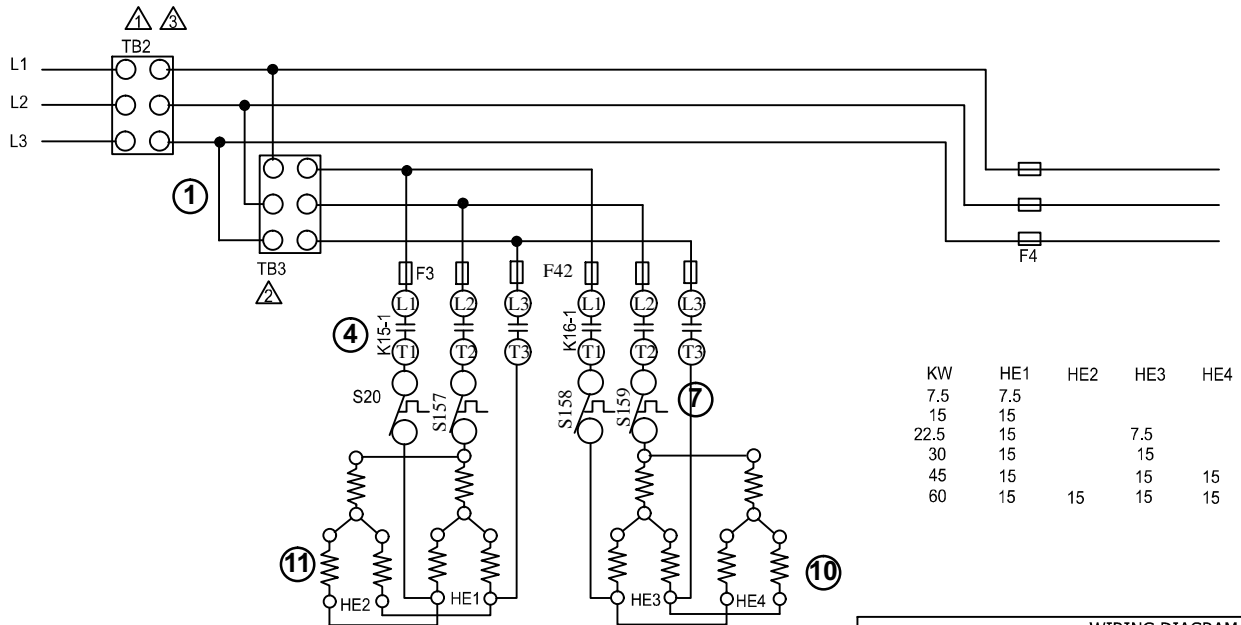 1 3
TB2
L1
L2
L3
1
TB3
2
F4
F3
F42
L1 L2 L3 L1 L2 L3
4
K15-1
K16-1
T1 T2 T3 T1 T2 T3
S20
S157
S158
S159
7
11
HE2
HE1
HE3
HE4
10
KW HE1 HE2 HE3 HE4
7.5 7.5
15 15
22.5 15 7.5
30 15 15
45 15 15 15
60 15 15 15 15
WIRING DIAGRAM